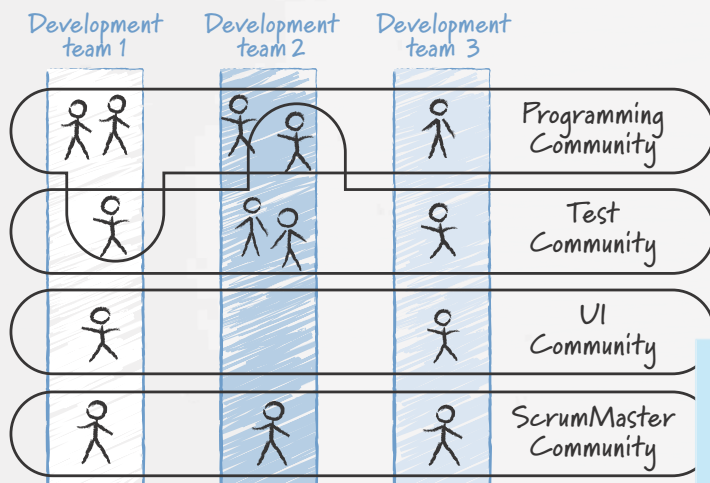 Development
team 1
Development
team 2
Development
team 3
Programming
Community
Test
Community
UI
Community
ScrumMaster
Community